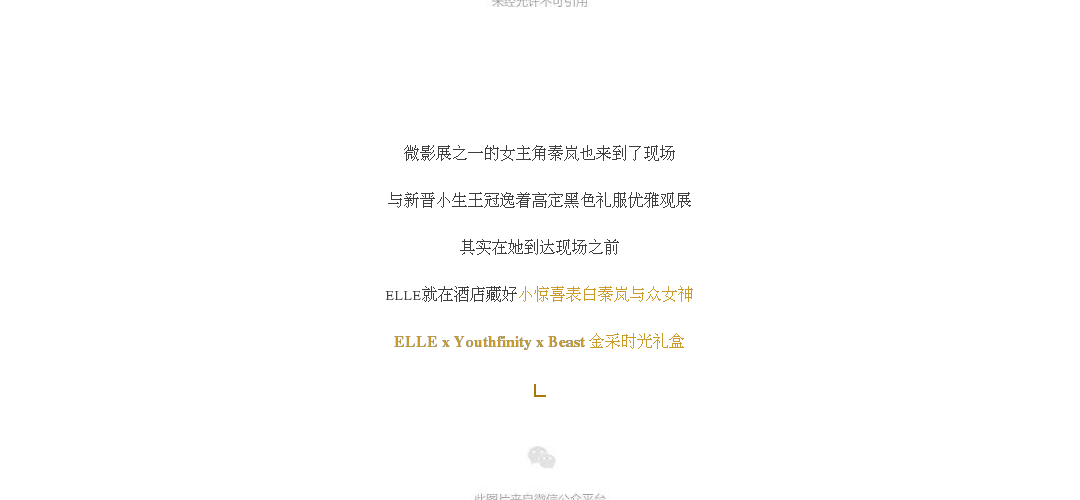 未经允许不可引用
微影展之一的女主角秦岚也来到了现场
与新晋小生王冠逸着高定黑色礼服优雅观展
其实在她到达现场之前
ELLE就在酒店藏好小惊喜表白秦岚与众女神
ELLE x Youthfinity x Beast 金采时光礼盒
此图片来自微信公众平台